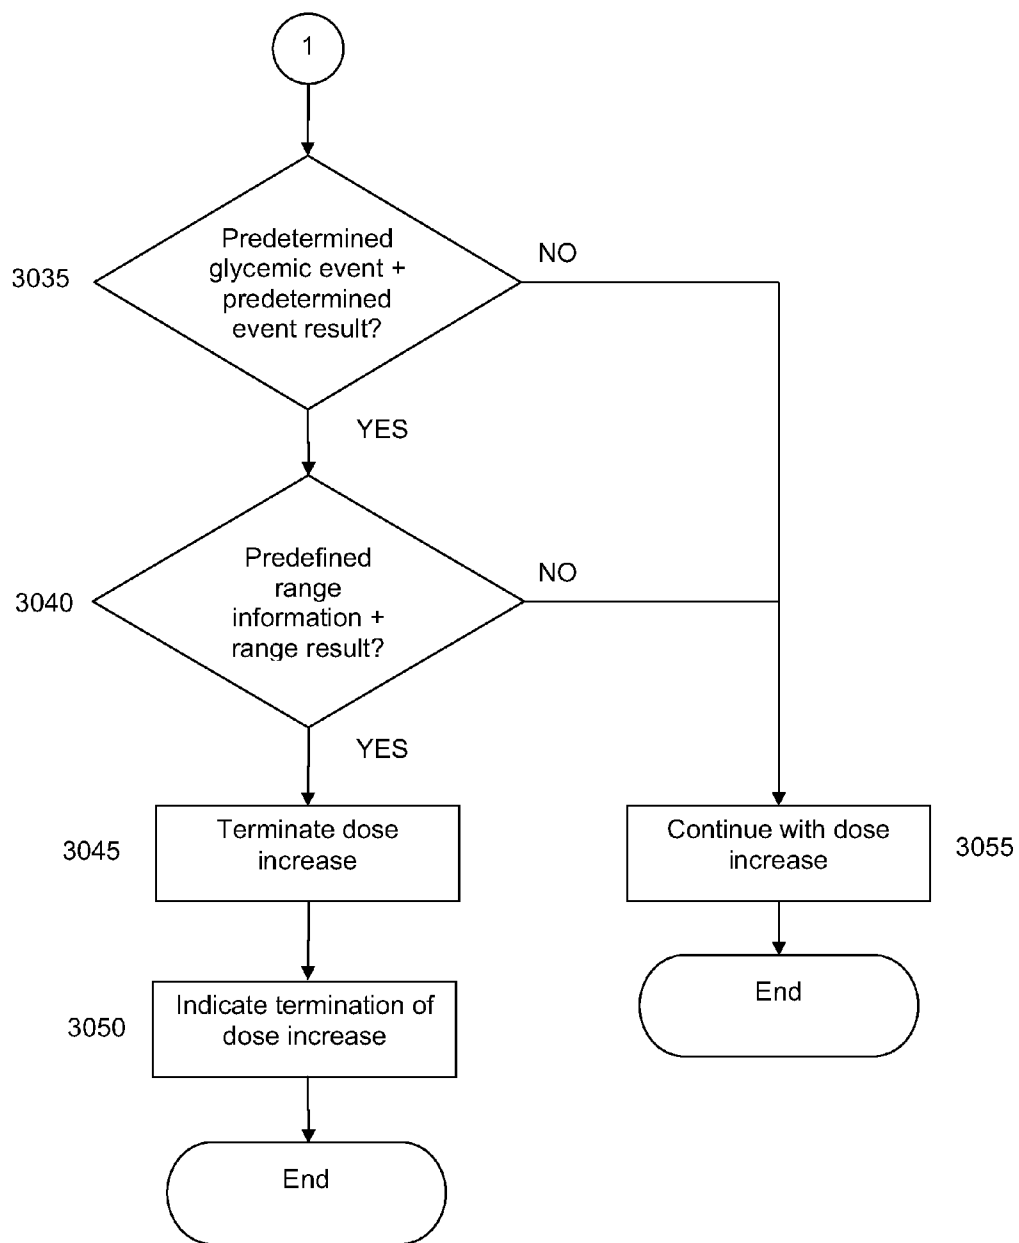 1
Predetermined
glycemic event +
predetermined
event result?
3035
NO
YES
Predefined
range
information +
range result?
3040
NO
YES
Terminate dose
increase
3045
Continue with dose
increase
3055
Indicate termination of
dose increase
3050
End
End